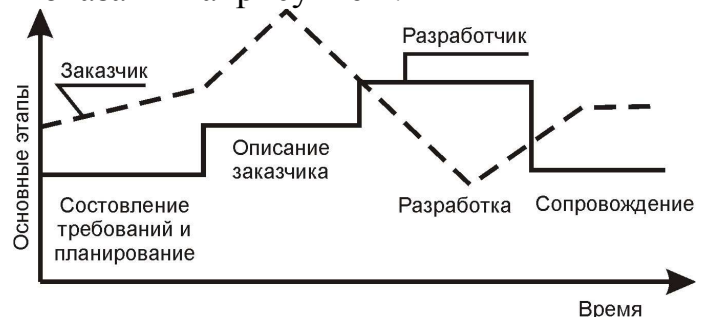 Разработчик
Заказчик
Основные этапы
Описание
заказчика
Состовление
требований и
планирование
Разработка
Сопровождение
Время